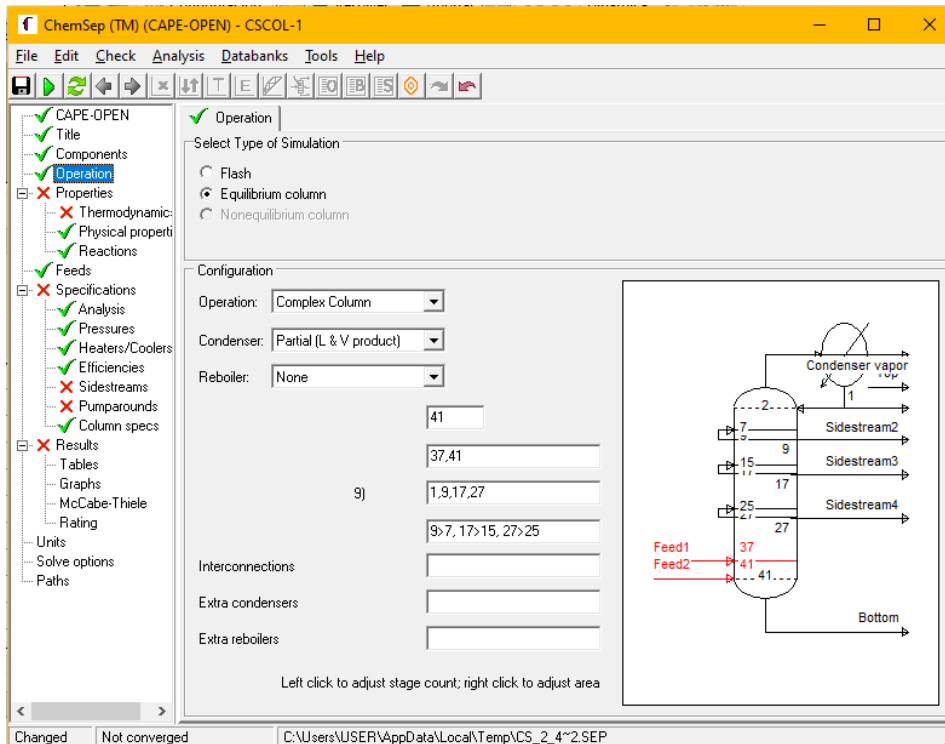 ChemSep (TM) (CAPE-OPEN) - CSCOL-1
File Edit Check Analysis Databanks Tools Help
CAPE-OPEN
Title
Components
Operation
Properties
Thermodynamic
Physical properti
Reactions
Feeds
Specifications
Analysis
Pressures
Heaters/Coolers
Efficiencies
Sidestreams
Pumparounds
Column specs
Results
Tables
Graphs
McCabe-Thiele
Rating
Units
Solve options
Paths
Operation
Select Type of Simulation
Flash
Equilibrium column
Nonequilibrium column
Configuration
Operation: Complex Column
Condenser: Partial (L & V product)
Reboiler: None
41
37,41
9) 1,9,17,27
9>7, 17>15, 27>25
Interconnections
Extra condensers
Extra reboilers
Left click to adjust stage count; right click to adjust area
Condenser vapor
1
2
7
Sidestream2
9
15
Sidestream3
17
25
Sidestream4
27
Feed1 37
Feed2 41
41
Bottom
Changed Not converged C:\Users\USER\AppData\Local\Temp\CS_2_4~2.SEP